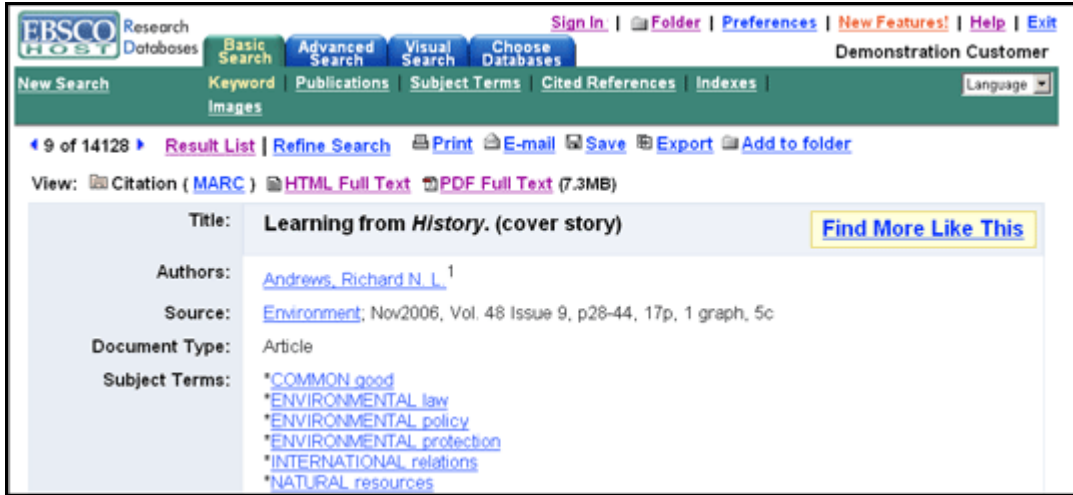 EBSCO Research Sign In | Folder | Preferences | New Features! | Help | Exit
HOST Databases Basic Search Advanced Search Visual Search Choose Databases Demonstration Customer
New Search Keyword | Publications | Subject Terms | Cited References | Indexes | Language
Images
9 of 14128 Result List | Refine Search Print E-mail Save Export Add to folder
View: Citation ( MARC ) HTML Full Text PDF Full Text (7.3MB)
Title: Learning from History. (cover story) Find More Like This
Authors: Andrews, Richard N. L.1
Source: Environment; Nov2006, Vol. 48 Issue 9, p28-44, 17p, 1 graph, 5c
Document Type: Article
Subject Terms: *COMMON good
*ENVIRONMENTAL law
*ENVIRONMENTAL policy
*ENVIRONMENTAL protection
*INTERNATIONAL relations
*NATURAL resources